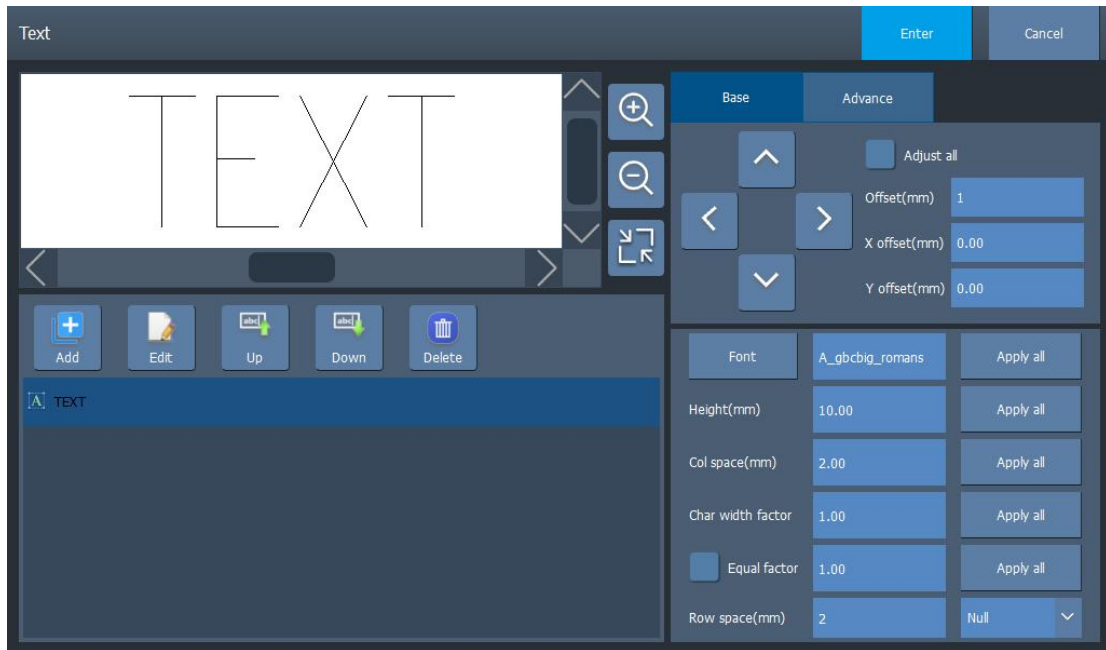 Text
Enter
Cancel
TEXT
Base
Advance
Adjust all
Offset(mm) 1
X offset(mm) 0.00
Y offset(mm) 0.00
Add
Edit
abc
Up
abc
Down
Delete
A TEXT
Font A_gbcbig_romans Apply all
Height(mm) 10.00 Apply all
Col space(mm) 2.00 Apply all
Char width factor 1.00 Apply all
Equal factor 1.00 Apply all
Row space(mm) 2 Null